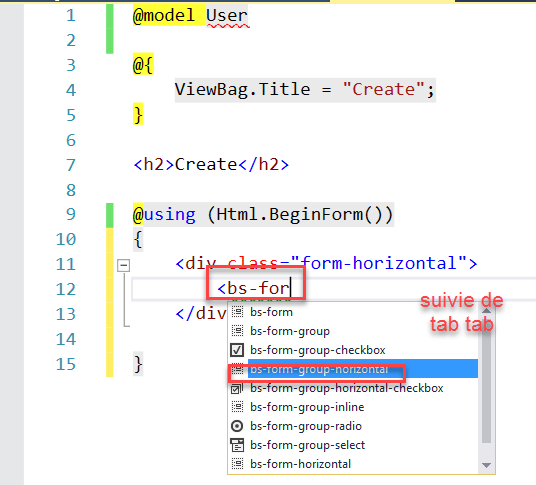 1 @model User
2
3 @{
4 ViewBag.Title = "Create";
5 }
6
7 <h2>Create</h2>
8
9 @using (Html.BeginForm())
10 {
11 <div class="form-horizontal">
12 <bs-for
13 </div
14
15 }
suivie de
tab tab
bs-form
bs-form-group
bs-form-group-checkbox
bs-form-group-horizontal
bs-form-group-horizontal-checkbox
bs-form-group-inline
bs-form-group-radio
bs-form-group-select
bs-form-horizontal